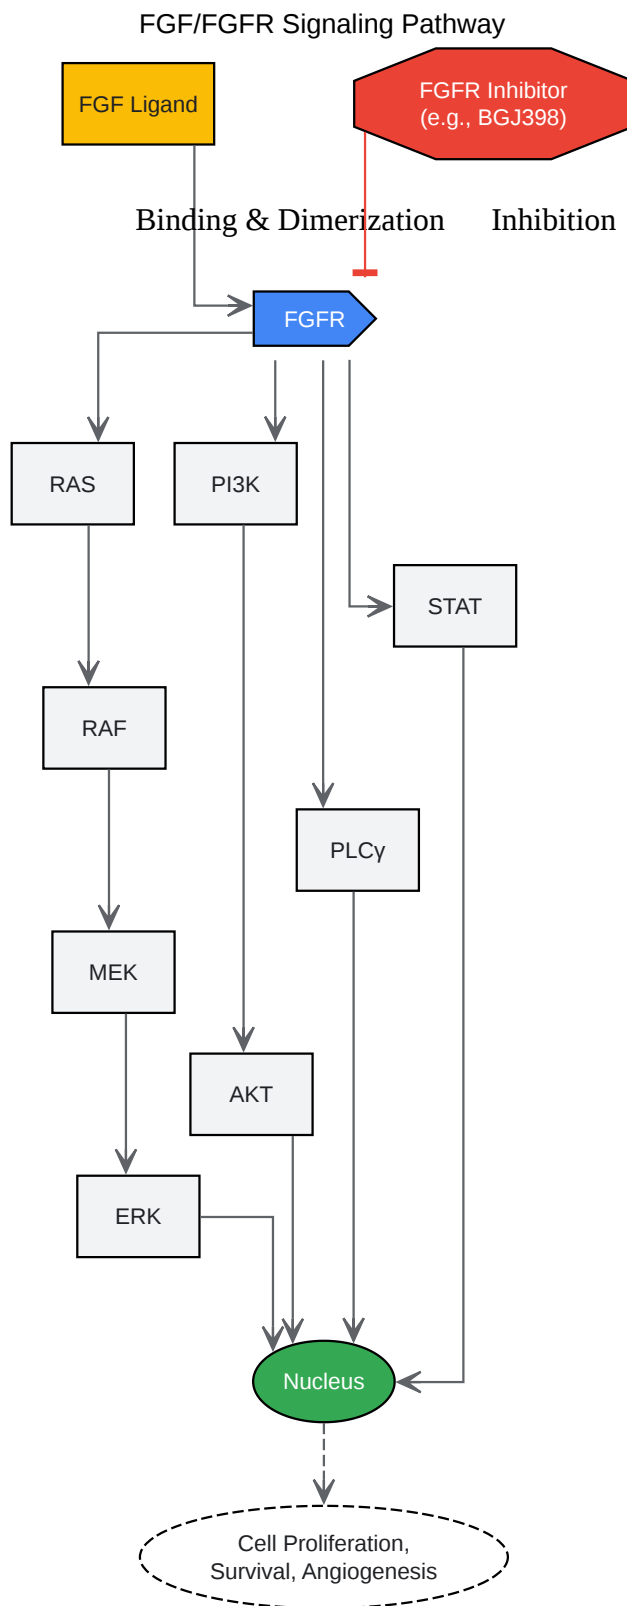 FGF/FGFR Signaling Pathway
FGF Ligand
FGFR Inhibitor
(e.g., BGJ398)
Binding & Dimerization
Inhibition
FGFR
RAS
PI3K
STAT
RAF
PLCγ
MEK
AKT
ERK
Nucleus
Cell Proliferation,
Survival, Angiogenesis